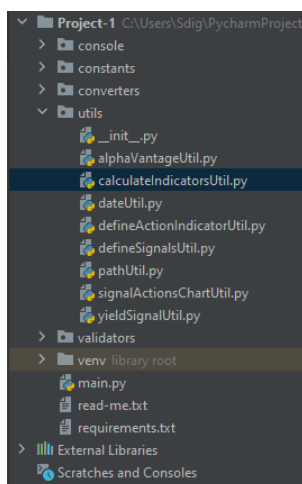 Project-1 C:\Users\Sdig\PycharmProject
console
constants
converters
utils
__init__.py
alphaVantageUtil.py
calculateIndicatorsUtil.py
dateUtil.py
defineActionIndicatorUtil.py
defineSignalsUtil.py
pathUtil.py
signalActionsChartUtil.py
yieldSignalUtil.py
validators
venv library root
main.py
read-me.txt
requirements.txt
External Libraries
Scratches and Consoles